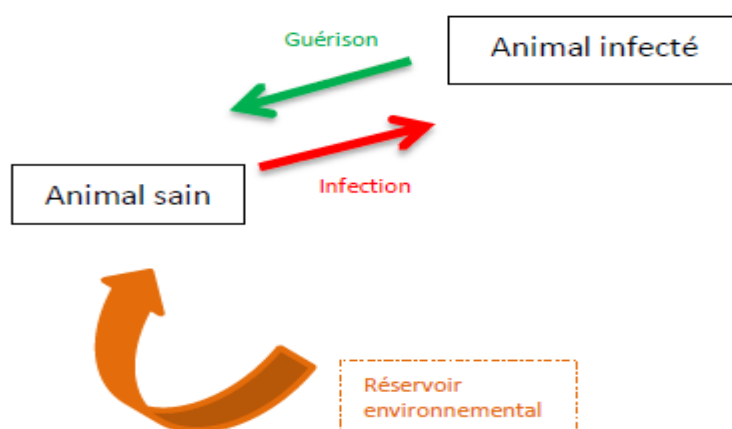 Guérison
Animal infecté
Animal sain
Infection
Réservoir
environnemental